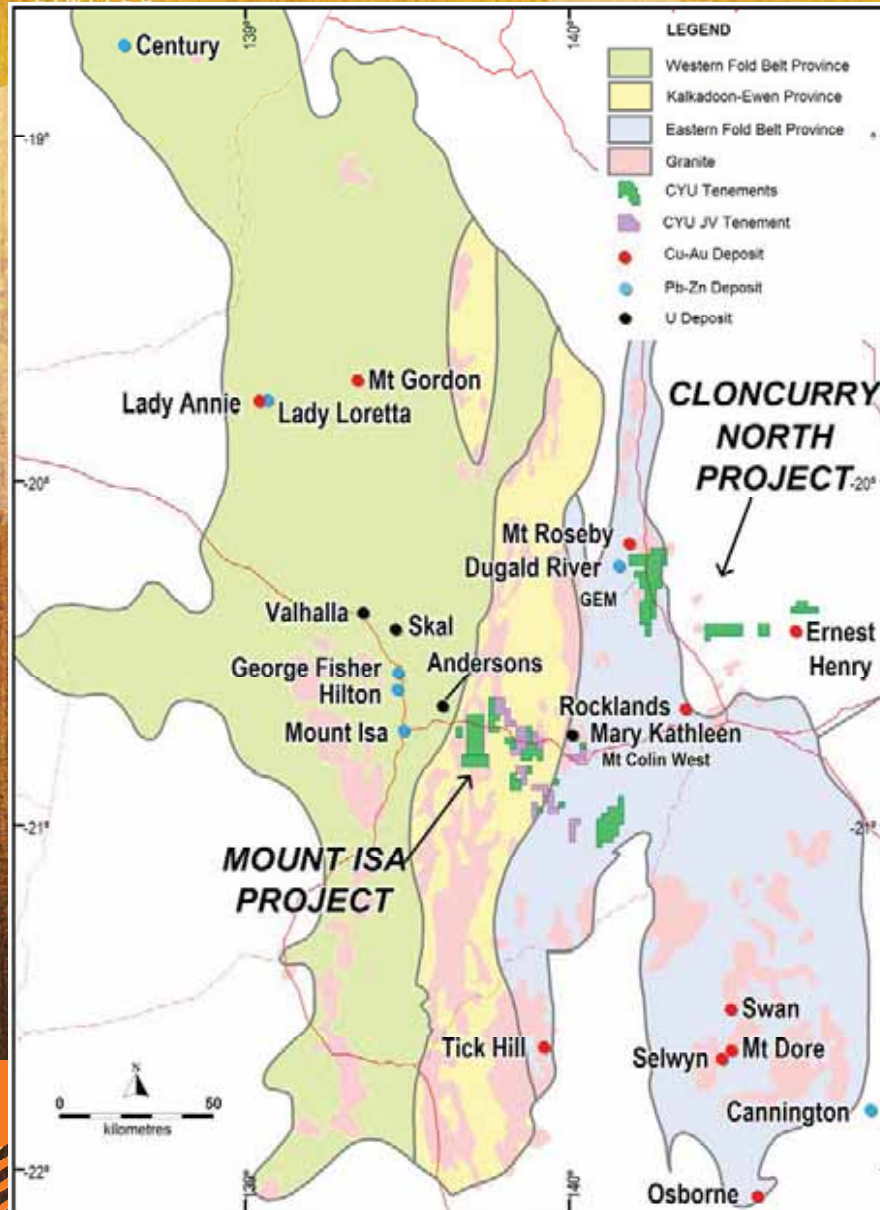 Century
139°
140°
LEGEND
Western Fold Belt Province
Kalkadoon-Ewen Province
Eastern Fold Belt Province
Granite
CYU Tenements
CYU JV Tenement
Cu-Au Deposit
Pb-Zn Deposit
U Deposit
-19°
Mt Gordon
Lady Annie
Lady Loretta
CLONCURRY
NORTH
PROJECT
-20°
-20°
Mt Roseby
Dugald River
GEM
Valhalla
Skal
Ernest
Henry
George Fisher
Hilton
Andersons
Mount Isa
Rocklands
Mary Kathleen
Mt Colin West
-21°
-21°
MOUNT ISA
PROJECT
Swan
Tick Hill
Mt Dore
Selwyn
N
0
50
kilometres
Cannington
-22°
139°
140°
Osborne